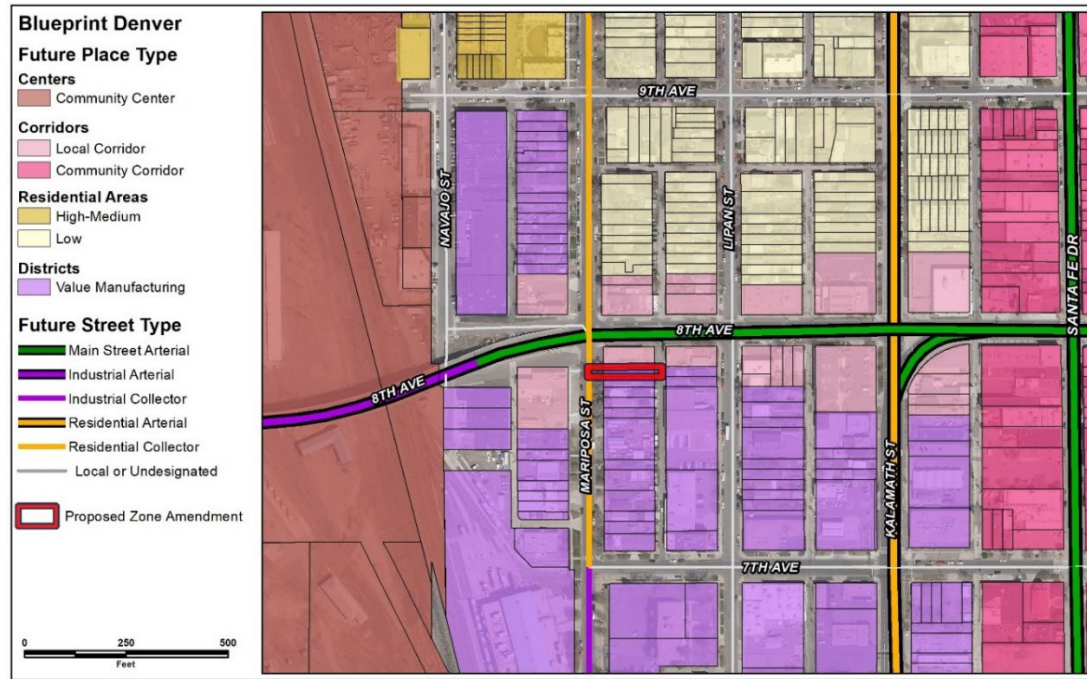 Blueprint Denver
Future Place Type
Centers
Community Center
Corridors
Local Corridor
Community Corridor
Residential Areas
High-Medium
Low
Districts
Value Manufacturing
Future Street Type
Main Street Arterial
Industrial Arterial
Industrial Collector
Residential Arterial
Residential Collector
Local or Undesignated
Proposed Zone Amendment
0 250 500
Feet
9TH AVE
NAVAJO ST
LIPAN ST
SANTA FE DR
8TH AVE
8TH AVE
MARIPOSA ST
KALAMATH ST
7TH AVE